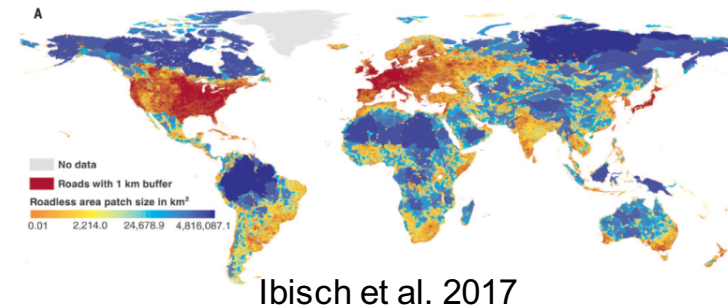 A
No data
Roads with 1 km buffer
Roadless area patch size in km²
0.01 2,214.0 24,678.9 4,816,087.1
Ibisch et al. 2017